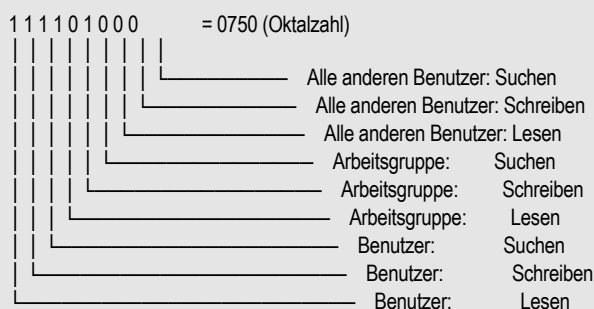 1 1 1 1 0 1 0 0 0 = 0750 (Oktalzahl)
Alle anderen Benutzer: Suchen
Alle anderen Benutzer: Schreiben
Alle anderen Benutzer: Lesen
Arbeitsgruppe: Suchen
Arbeitsgruppe: Schreiben
Arbeitsgruppe: Lesen
Benutzer: Suchen
Benutzer: Schreiben
Benutzer: Lesen